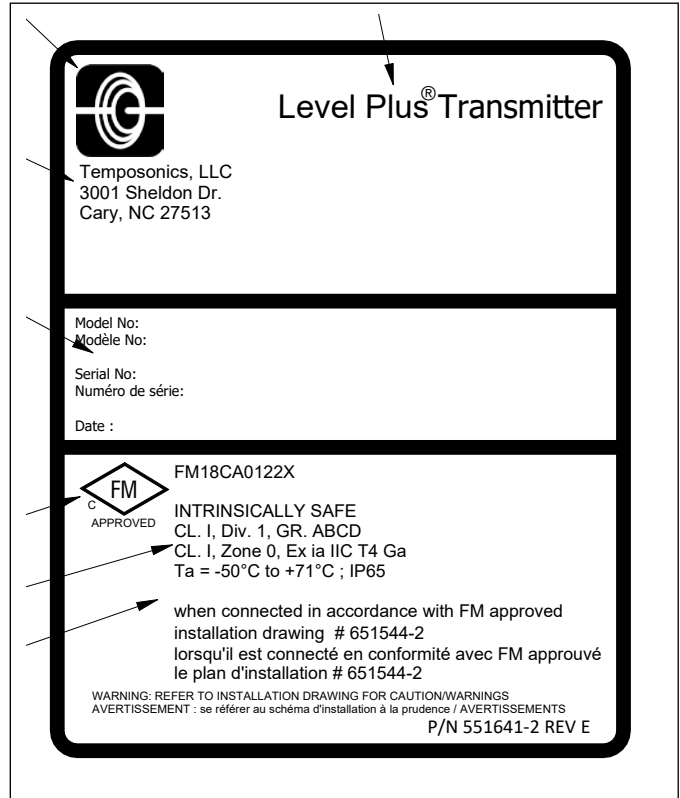 Level Plus® Transmitter
Temposonics, LLC
3001 Sheldon Dr.
Cary, NC 27513
Model No:
Modèle No:
Serial No:
Numéro de série:
Date :
FM
C
APPROVED
FM18CA0122X
INTRINSICALLY SAFE
CL. I, Div. 1, GR. ABCD
CL. I, Zone 0, Ex ia IIC T4 Ga
Ta = -50°C to +71°C ; IP65
when connected in accordance with FM approved
installation drawing # 651544-2
lorsqu'il est connecté en conformité avec FM approuvé
le plan d'installation # 651544-2
WARNING: REFER TO INSTALLATION DRAWING FOR CAUTION/WARNINGS
AVERTISSEMENT : se référer au schéma d'installation à la prudence / AVERTISSEMENTS
P/N 551641-2 REV E